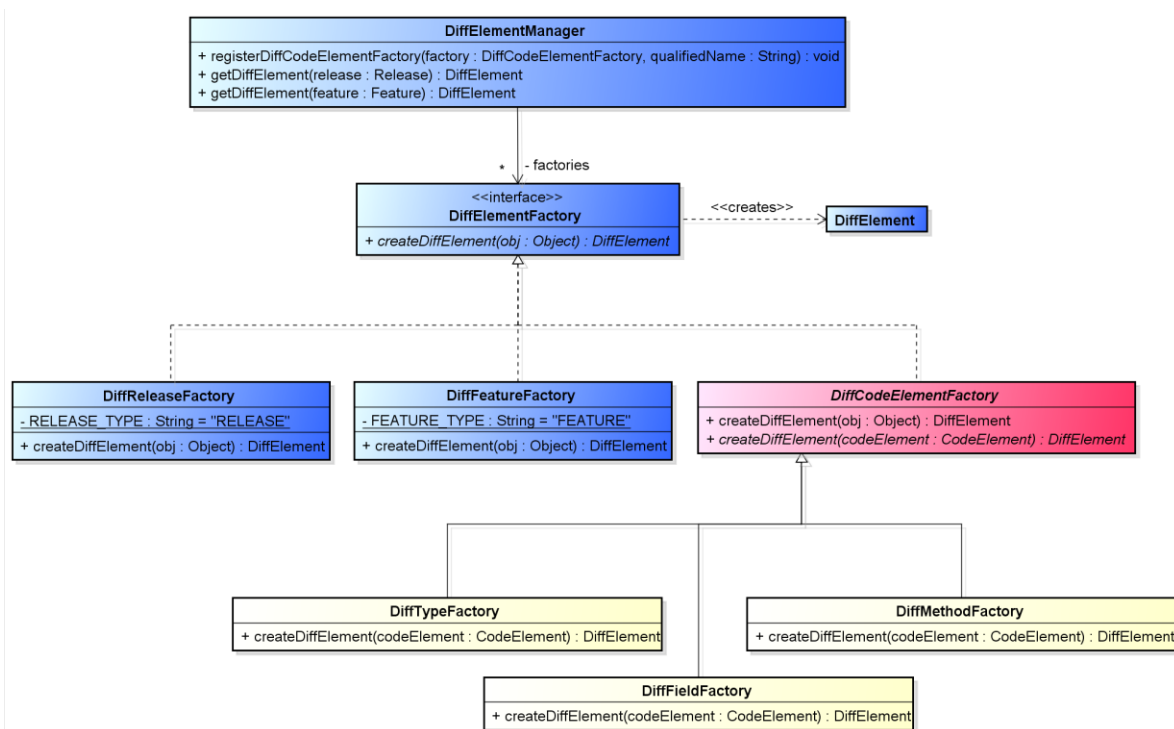 DiffElementManager
+ registerDiffCodeElementFactory(factory : DiffCodeElementFactory, qualifiedName : String) : void
+ getDiffElement(release : Release) : DiffElement
+ getDiffElement(feature : Feature) : DiffElement
* - factories
<<interface>>
DiffElementFactory
+ createDiffElement(obj : Object) : DiffElement
<<creates>>
DiffElement
DiffReleaseFactory
- RELEASE_TYPE : String = "RELEASE"
+ createDiffElement(obj : Object) : DiffElement
DiffFeatureFactory
- FEATURE_TYPE : String = "FEATURE"
+ createDiffElement(obj : Object) : DiffElement
DiffCodeElementFactory
+ createDiffElement(obj : Object) : DiffElement
+ createDiffElement(codeElement : CodeElement) : DiffElement
DiffTypeFactory
+ createDiffElement(codeElement : CodeElement) : DiffElement
DiffMethodFactory
+ createDiffElement(codeElement : CodeElement) : DiffElement
DiffFieldFactory
+ createDiffElement(codeElement : CodeElement) : DiffElement